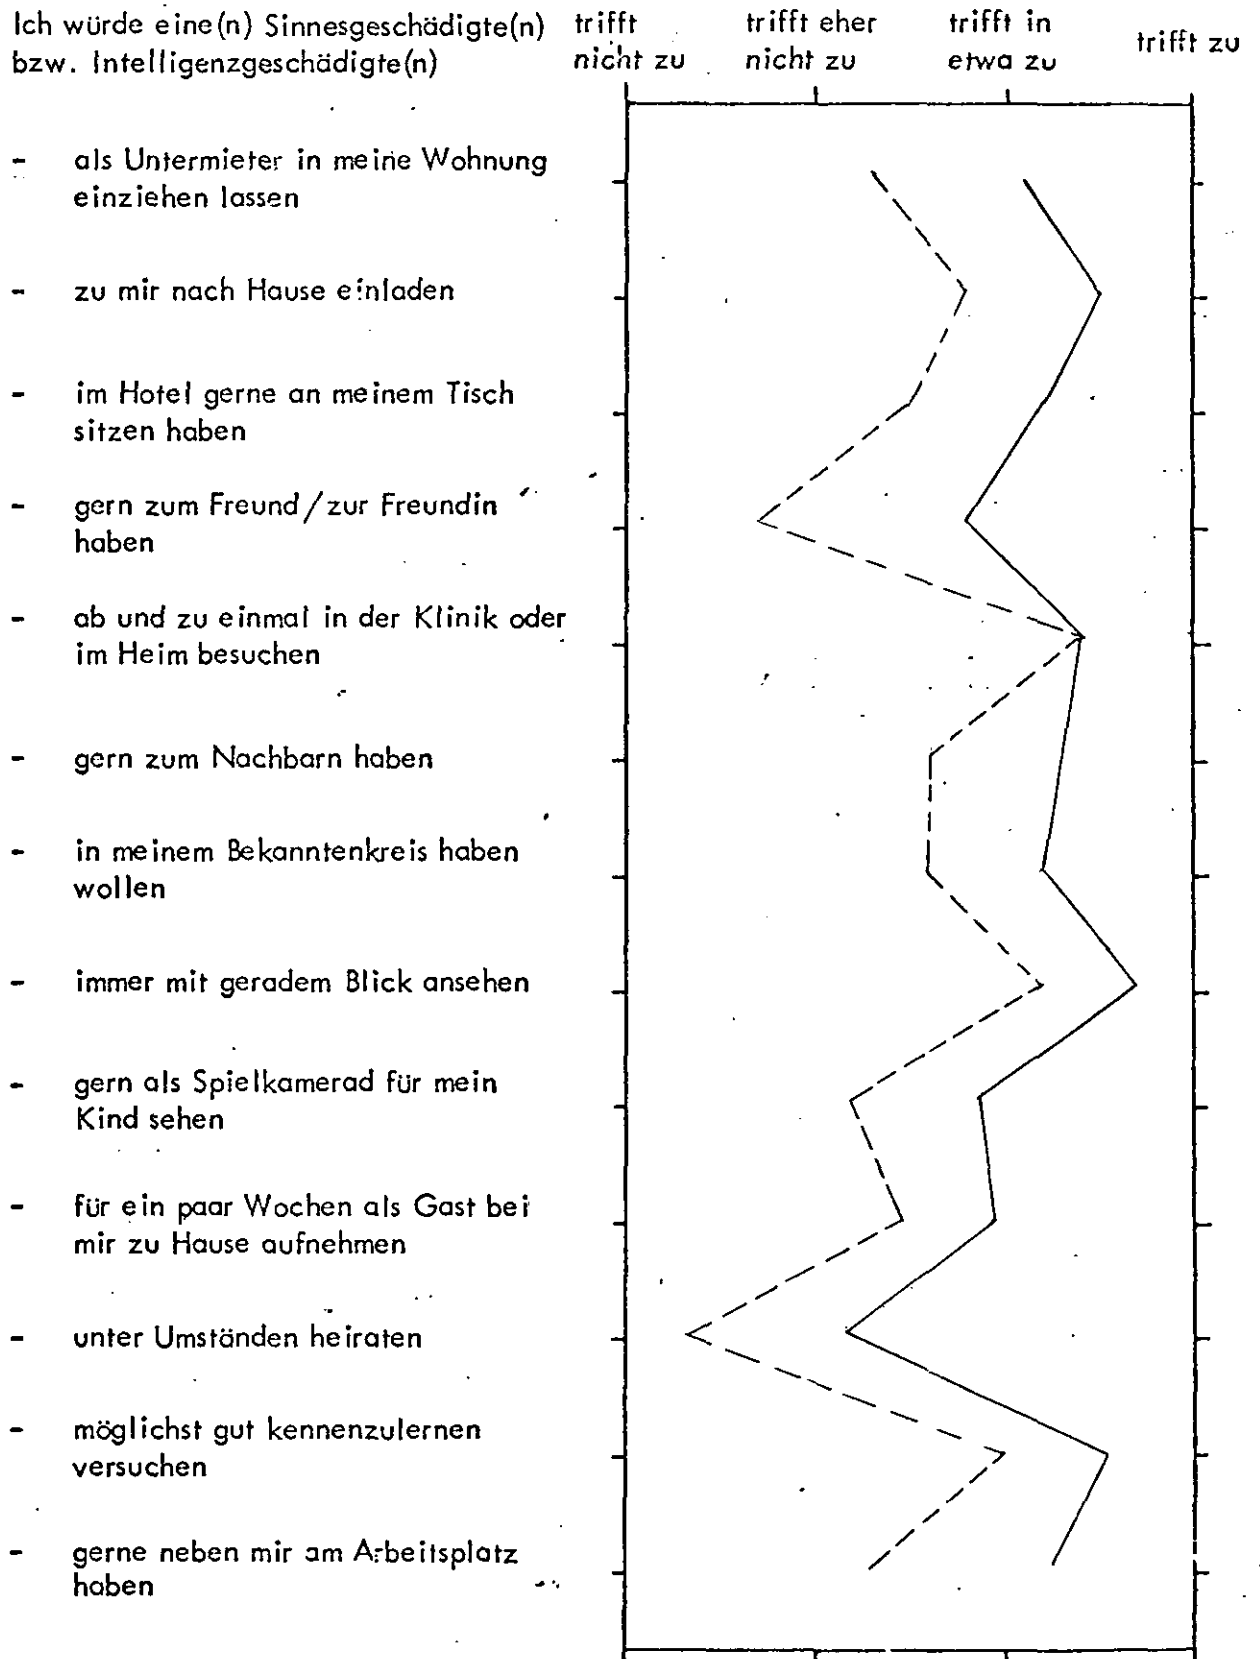 Ich würde eine(n) Sinnesgeschädigte(n)
bzw. Intelligenzgeschädigte(n)
trifft
nicht zu
trifft eher
nicht zu
trifft in
etwa zu
trifft zu
- als Untermieter in meine Wohnung
einziehen lassen
- zu mir nach Hause einladen
- im Hotel gerne an meinem Tisch
sitzen haben
- gern zum Freund/zur Freundin
haben
- ab und zu einmal in der Klinik oder
im Heim besuchen
- gern zum Nachbarn haben
- in meinem Bekanntenkreis haben
wollen
- immer mit geradem Blick ansehen
- gern als Spielkamerad für mein
Kind sehen
- für ein paar Wochen als Gast bei
mir zu Hause aufnehmen
- unter Umständen heiraten
- möglichst gut kennenzulernen
versuchen
- gerne neben mir am Arbeitsplatz
haben